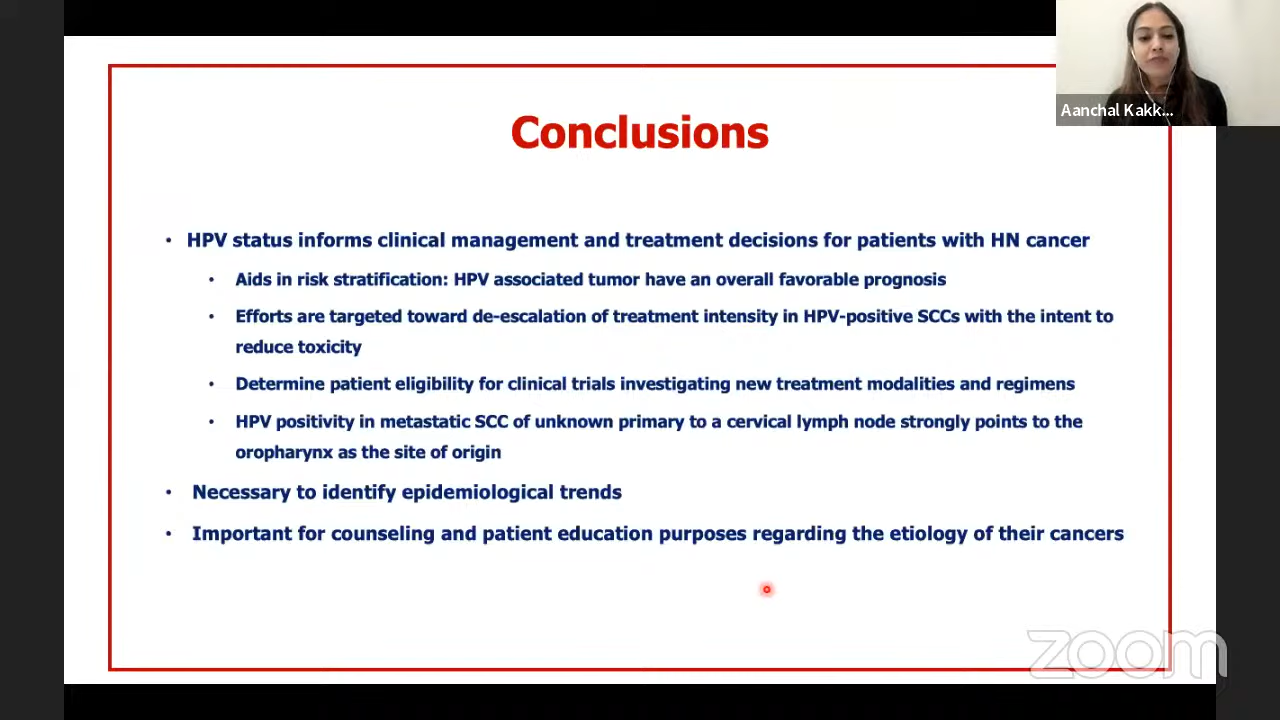 Aanchal Kakk...
Conclusions
• HPV status informs clinical management and treatment decisions for patients with HN cancer
• Aids in risk stratification: HPV associated tumor have an overall favorable prognosis
• Efforts are targeted toward de-escalation of treatment intensity in HPV-positive SCCs with the intent to
reduce toxicity
• Determine patient eligibility for clinical trials investigating new treatment modalities and regimens
• HPV positivity in metastatic SCC of unknown primary to a cervical lymph node strongly points to the
oropharynx as the site of origin
• Necessary to identify epidemiological trends
• Important for counseling and patient education purposes regarding the etiology of their cancers
zoom